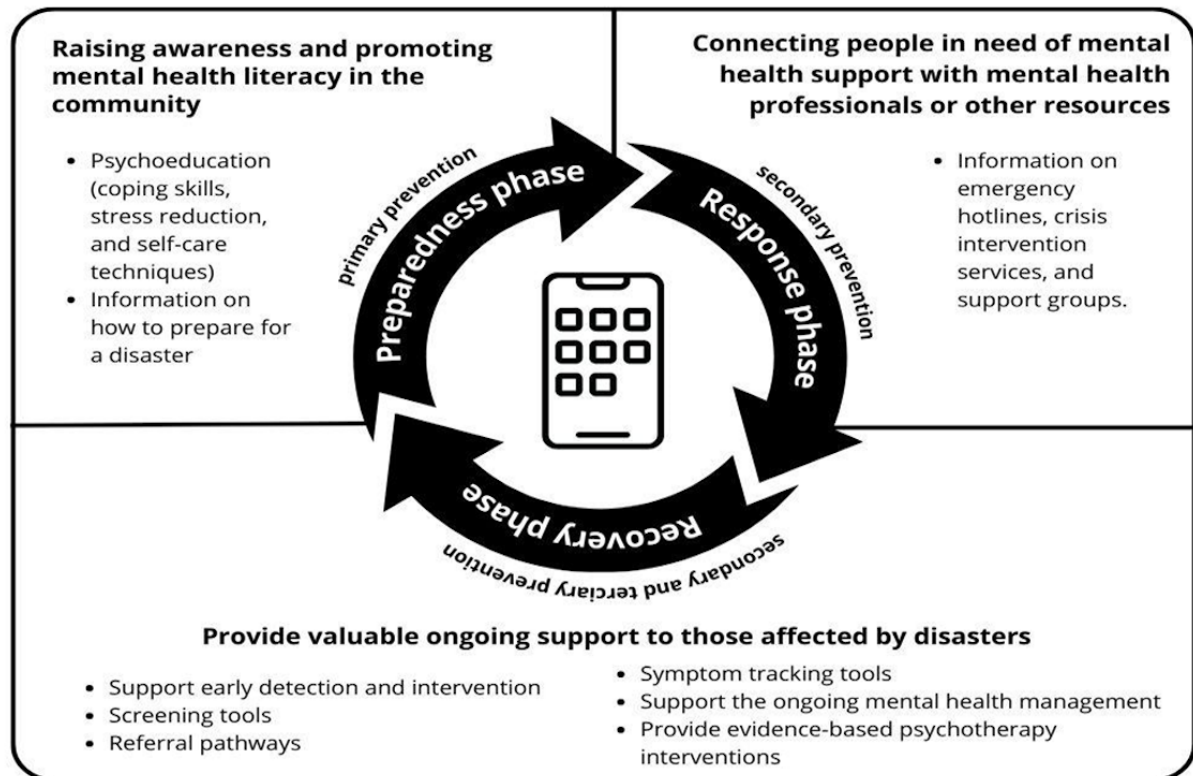 Raising awareness and promoting
mental health literacy in the
community
• Psychoeducation
(coping skills,
stress reduction,
and self-care
techniques)
• Information on
how to prepare for
a disaster
Connecting people in need of mental
health support with mental health
professionals or other resources
• Information on
emergency
hotlines, crisis
intervention
services, and
support groups.
primary prevention
Preparedness phase
secondary prevention
Response phase
Recovery phase
secondary and terciary prevention
Provide valuable ongoing support to those affected by disasters
• Support early detection and intervention
• Screening tools
• Referral pathways
• Symptom tracking tools
• Support the ongoing mental health management
• Provide evidence-based psychotherapy
interventions